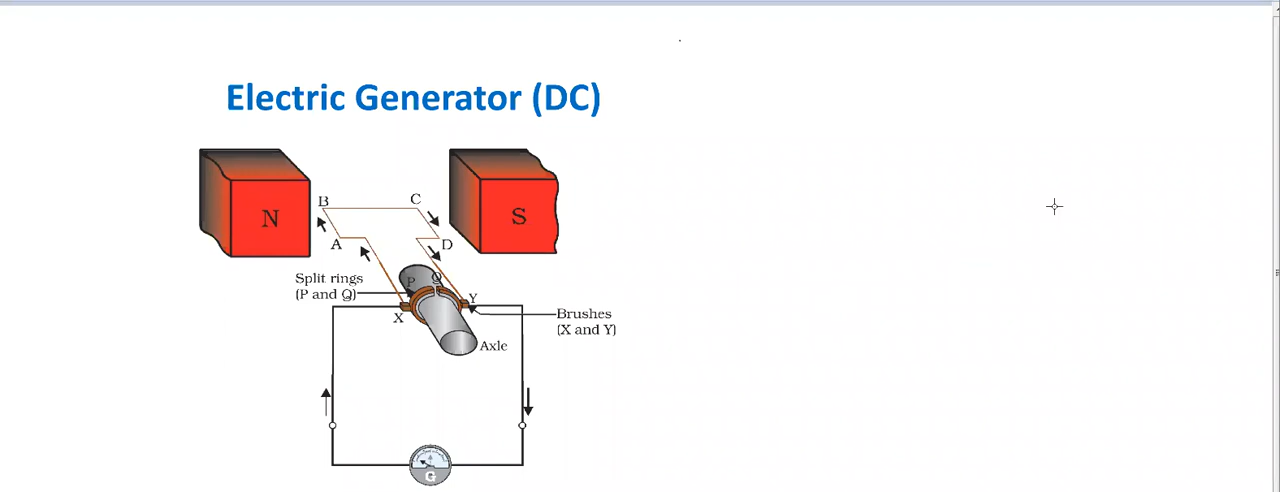 Electric Generator (DC)
N
S
B
C
A
D
Split rings
(P and Q)
P
Q
X
Y
Brushes
(X and Y)
Axle
G